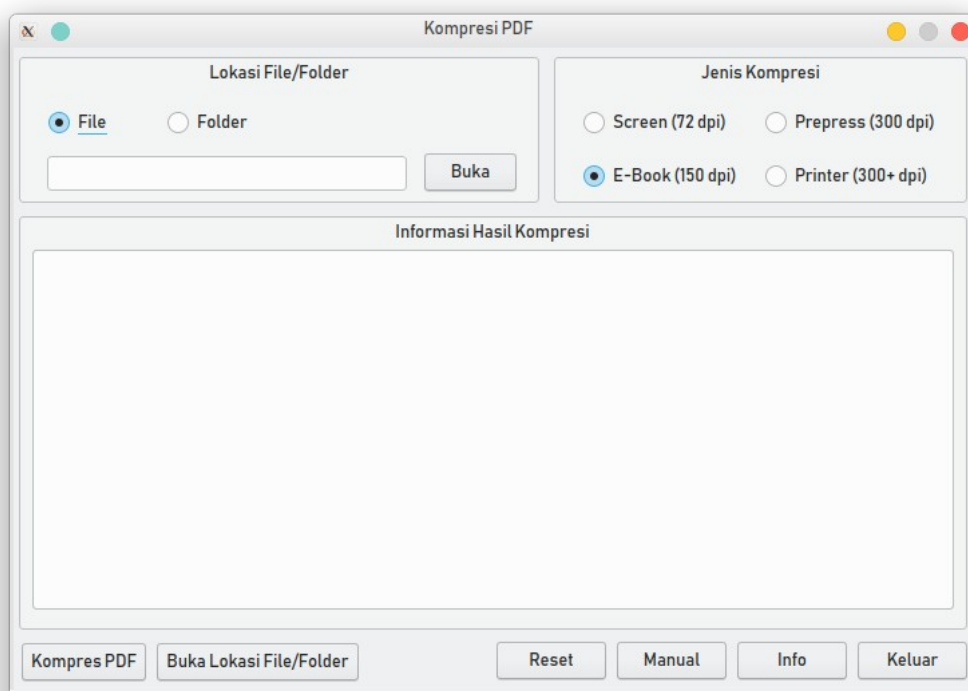 Kompresi PDF
Lokasi File/Folder
File Folder
Buka
Jenis Kompresi
Screen (72 dpi) Prepress (300 dpi)
E-Book (150 dpi) Printer (300+ dpi)
Informasi Hasil Kompresi
Kompres PDF Buka Lokasi File/Folder Reset Manual Info Keluar